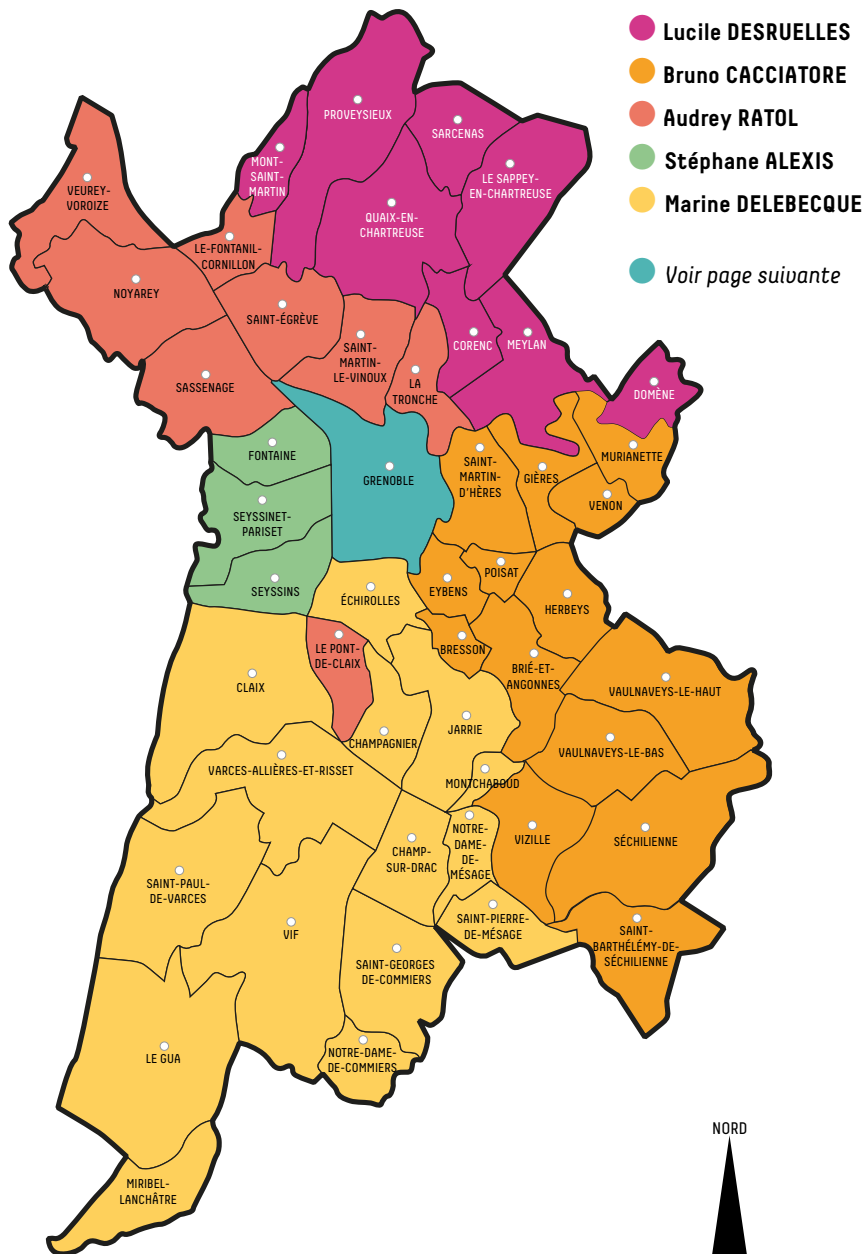 Lucile DESRUELLES
Bruno CACCIATORE
Audrey RATOL
Stéphane ALEXIS
Marine DELEBECQUE
Voir page suivante
PROVEYSIEUX
SARCENAS
MONT-
SAINT-
MARTIN
LE SAPPEY-
EN-CHARTREUSE
VEUREY-
VOROIZE
QUAIX-EN-
CHARTREUSE
LE-FONTANIL-
CORNILLON
NOYAREY
SAINT-ÉGRÈVE
SAINT-
MARTIN-
LE-VINOUX
CORENC
MEYLAN
LA
TRONCHE
SASSENAGE
DOMÈNE
FONTAINE
GRENOBLE
SAINT-
MARTIN-
D'HÈRES
GIÈRES
MURIANETTE
VENON
SEYSSINET-
PARISET
SEYSSINS
ÉCHIROLLES
EYBENS
POISAT
HERBEYS
LE PONT-
DE-CLAIX
BRESSON
BRIÉ-ET-
ANGONNES
CLAIX
VAULNAVEYS-LE-HAUT
CHAMPAGNIER
JARRIE
VAULNAVEYS-LE-BAS
VARCES-ALLIÈRES-ET-RISSET
MONTCHABOUD
NOTRE-
DAME-
DE-
MÉSAGE
VIZILLE
SÉCHILIENNE
CHAMP-
SUR-DRAC
SAINT-PAUL-
DE-VARCES
VIF
SAINT-PIERRE-
DE-MÉSAGE
SAINT-
BARTHÉLÉMY-DE-
SÉCHILIENNE
SAINT-GEORGES
DE-COMMIERS
LE GUA
NOTRE-DAME-
DE-COMMIERS
MIRIBEL-
LANCHÂTRE
NORD